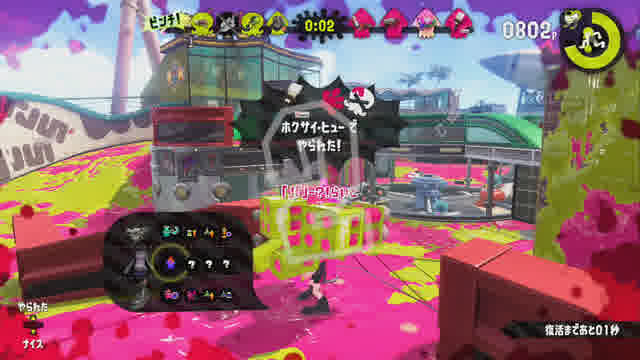 ピンチ!
0:02
0802p
ホクサイ・ヒューで
やられた!
? ? ?
やられた
ナイス
復活まであと01秒